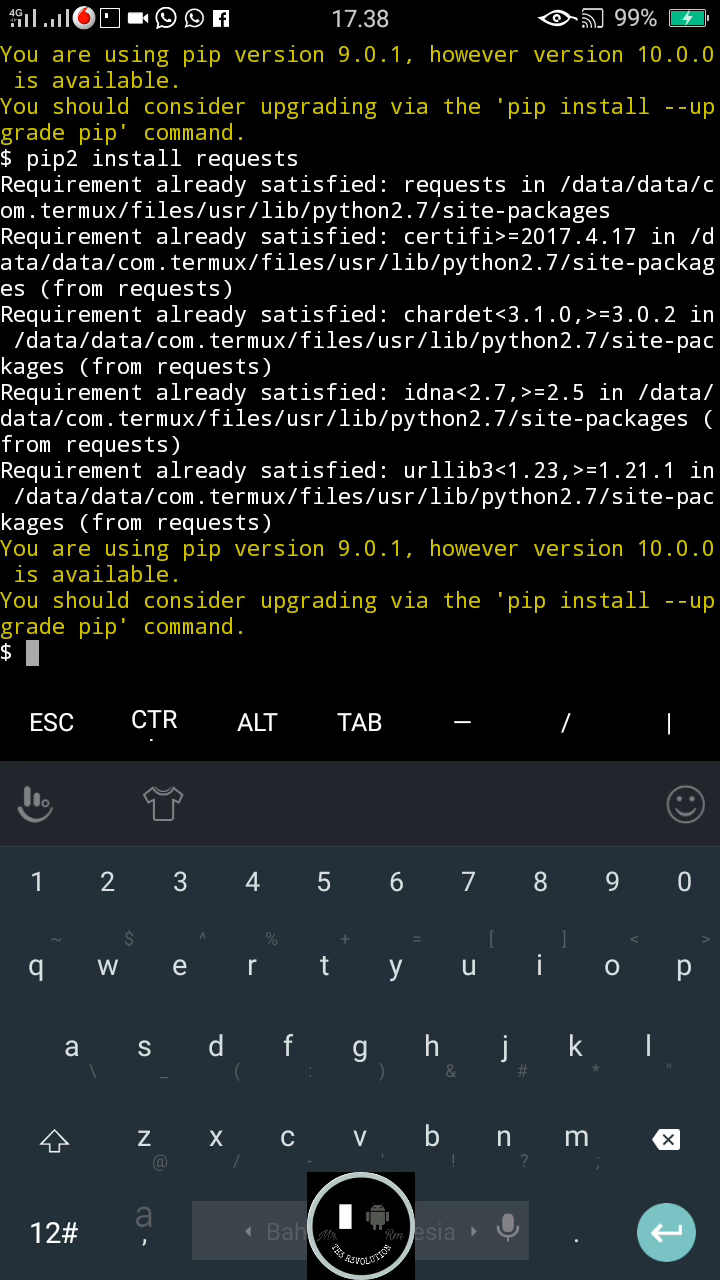 4G 17.38 99%
You are using pip version 9.0.1, however version 10.0.0
is available.
You should consider upgrading via the 'pip install --up
grade pip' command.
$ pip2 install requests
Requirement already satisfied: requests in /data/data/c
om.termux/files/usr/lib/python2.7/site-packages
Requirement already satisfied: certifi>=2017.4.17 in /d
ata/data/com.termux/files/usr/lib/python2.7/site-packag
es (from requests)
Requirement already satisfied: chardet<3.1.0,>=3.0.2 in
/data/data/com.termux/files/usr/lib/python2.7/site-pac
kages (from requests)
Requirement already satisfied: idna<2.7,>=2.5 in /data/
data/com.termux/files/usr/lib/python2.7/site-packages (
from requests)
Requirement already satisfied: urllib3<1.23,>=1.21.1 in
/data/data/com.termux/files/usr/lib/python2.7/site-pac
kages (from requests)
You are using pip version 9.0.1, however version 10.0.0
is available.
You should consider upgrading via the 'pip install --up
grade pip' command.
$
ESC CTR ALT TAB — / |
1 2 3 4 5 6 7 8 9 0
~ $ ^ % + = [ ] < >
q w e r t y u i o p
a s d f g h j k l
\ _ ( : ) & # * "
z x c v b n m
@ / - ' ! ? ;
12# a , .
Mr. Rm
TH3 R3VOLUTION